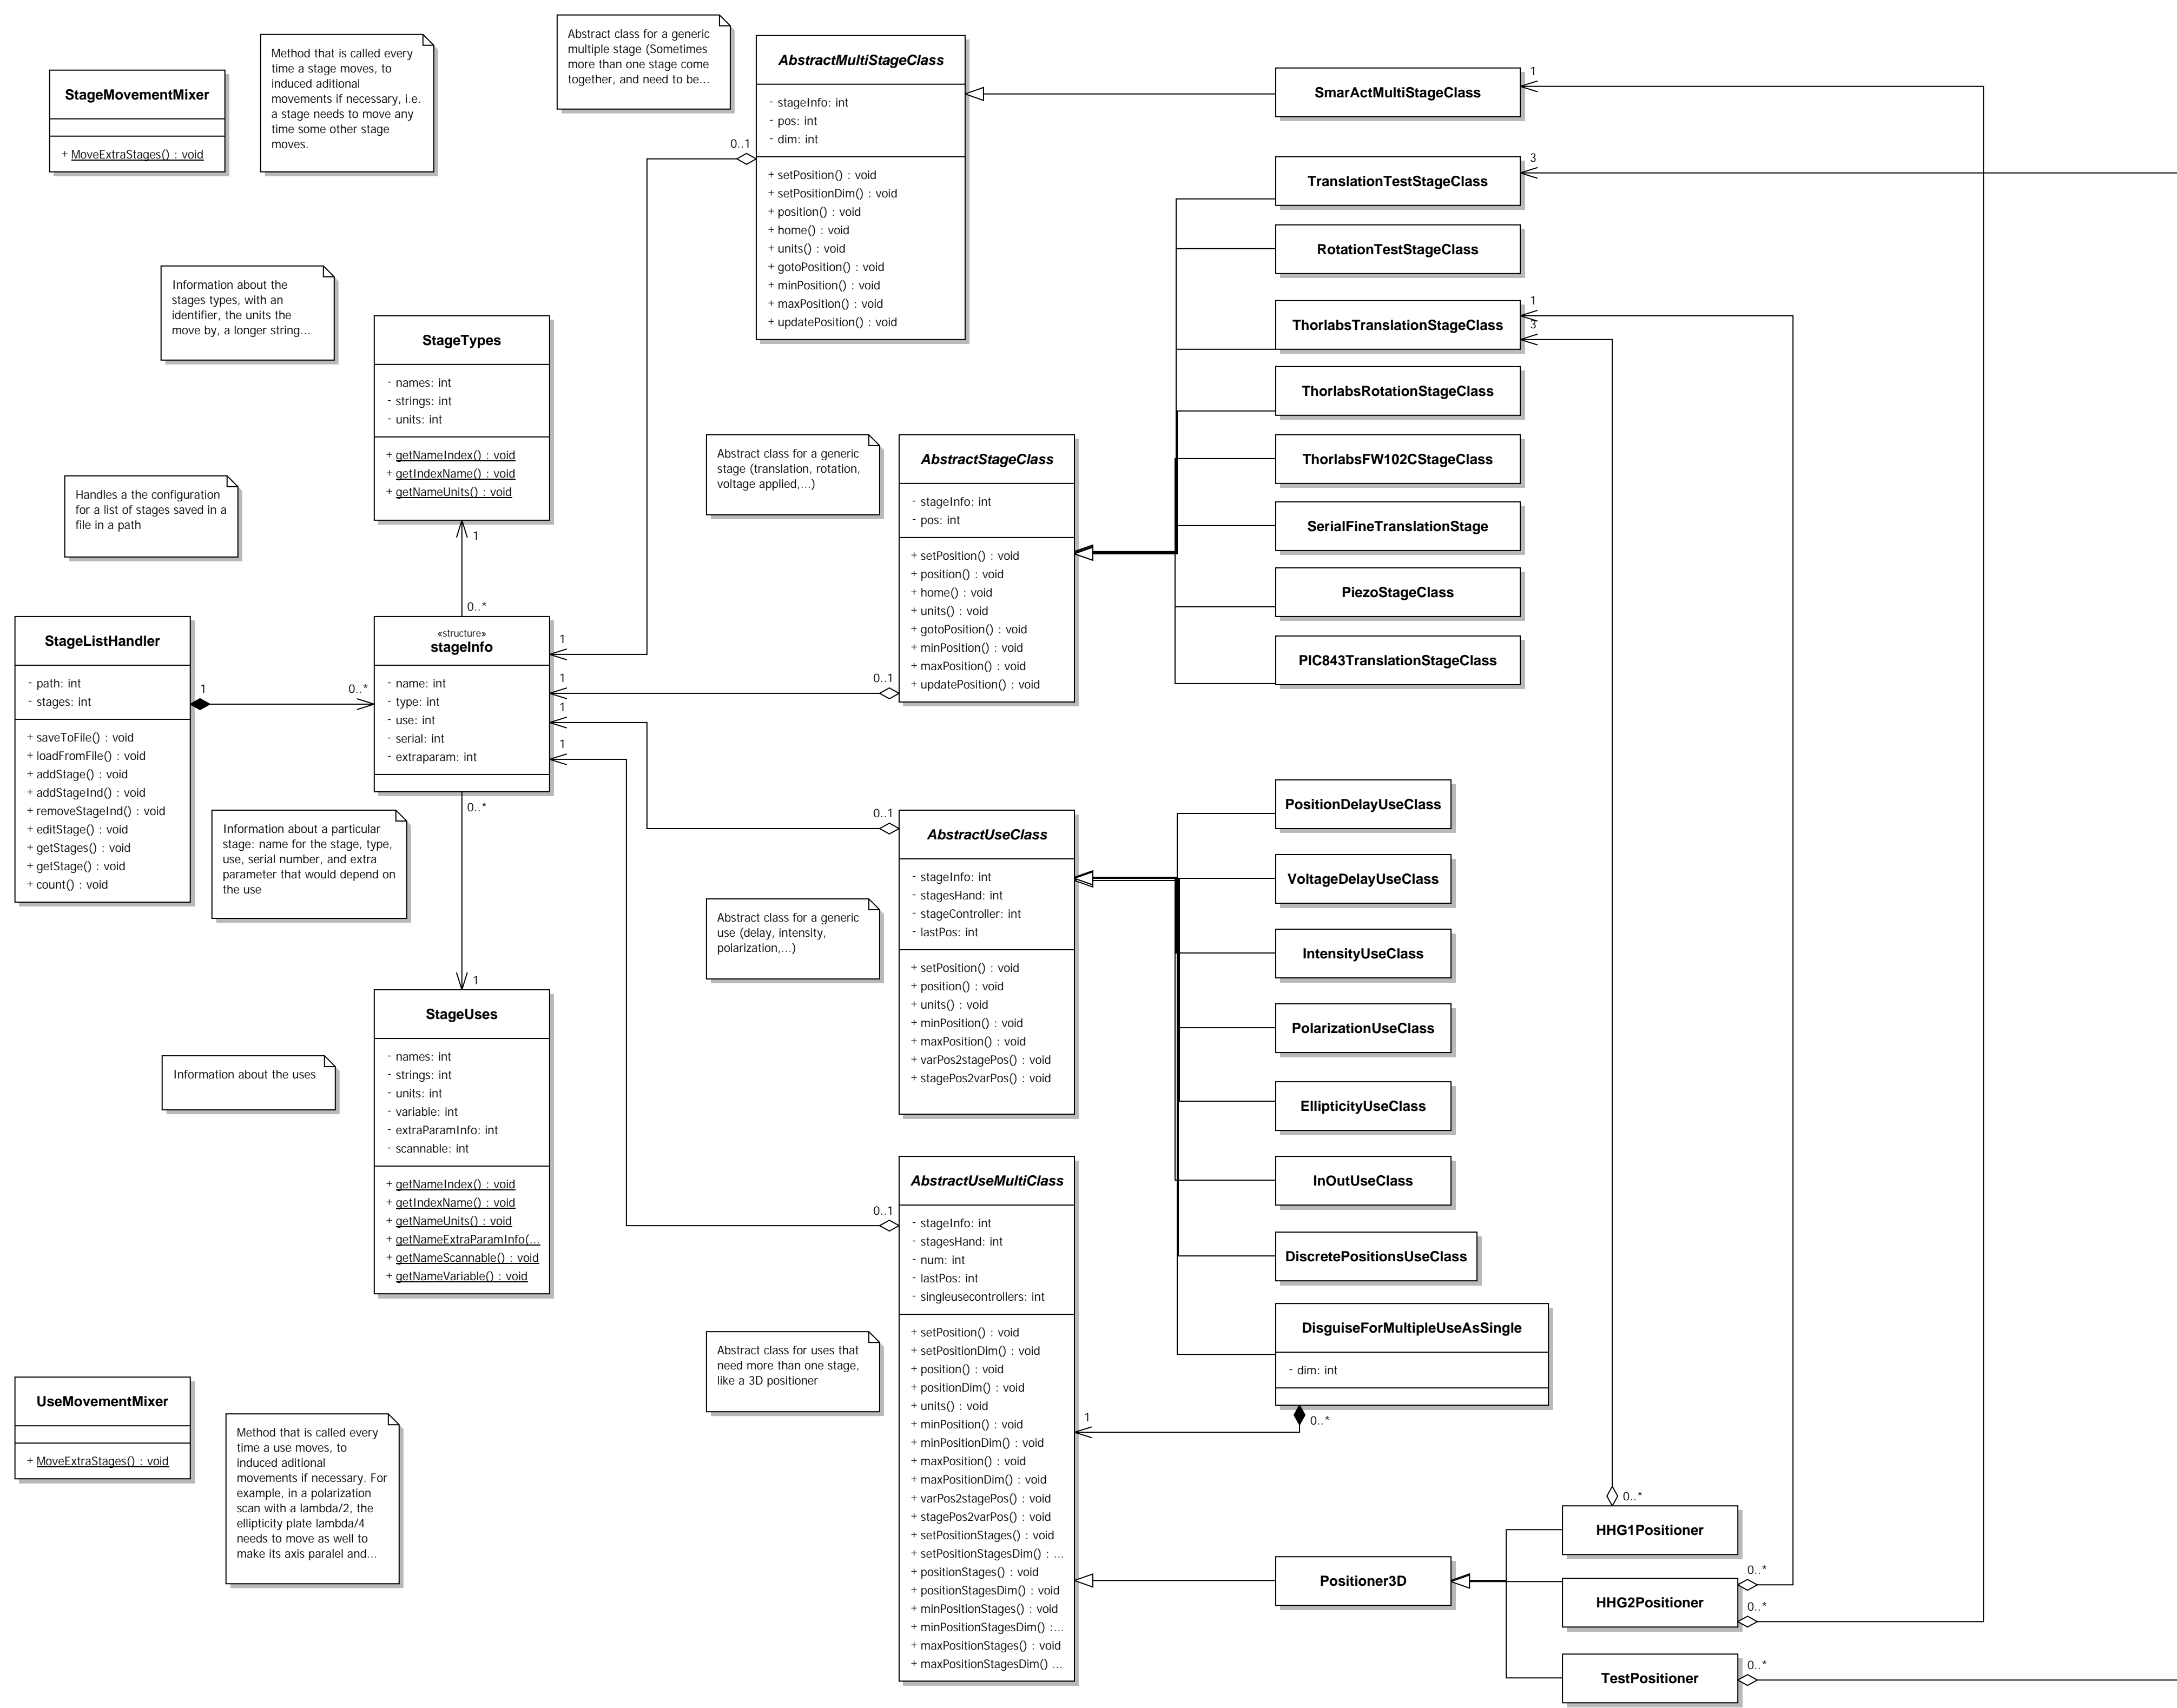 StageMovementMixer
+ MoveExtraStages() : void
Method that is called every
time a stage moves, to
induced aditional
movements if necessary, i.e.
a stage needs to move any
time some other stage
moves.
Abstract class for a generic
multiple stage (Sometimes
more than one stage come
together, and need to be...
AbstractMultiStageClass
- stageInfo: int
- pos: int
- dim: int
+ setPosition() : void
+ setPositionDim() : void
+ position() : void
+ home() : void
+ units() : void
+ gotoPosition() : void
+ minPosition() : void
+ maxPosition() : void
+ updatePosition() : void
0..1
SmarActMultiStageClass
1
TranslationTestStageClass
3
RotationTestStageClass
ThorlabsTranslationStageClass
1
3
ThorlabsRotationStageClass
ThorlabsFW102CStageClass
SerialFineTranslationStage
PiezoStageClass
PIC843TranslationStageClass
Information about the
stages types, with an
identifier, the units the
move by, a longer string...
StageTypes
- names: int
- strings: int
- units: int
+ getNameIndex() : void
+ getIndexName() : void
+ getNameUnits() : void
1
0..*
Abstract class for a generic
stage (translation, rotation,
voltage applied,...)
AbstractStageClass
- stageInfo: int
- pos: int
+ setPosition() : void
+ position() : void
+ home() : void
+ units() : void
+ gotoPosition() : void
+ minPosition() : void
+ maxPosition() : void
+ updatePosition() : void
0..1
Handles a the configuration
for a list of stages saved in a
file in a path
StageListHandler
- path: int
- stages: int
+ saveToFile() : void
+ loadFromFile() : void
+ addStage() : void
+ addStageInd() : void
+ removeStageInd() : void
+ editStage() : void
+ getStages() : void
+ getStage() : void
+ count() : void
1
0..*
«structure»
stageInfo
- name: int
- type: int
- use: int
- serial: int
- extraparam: int
1
1
1
1
0..*
Information about a particular
stage: name for the stage, type,
use, serial number, and extra
parameter that would depend on
the use
1
StageUses
- names: int
- strings: int
- units: int
- variable: int
- extraParamInfo: int
- scannable: int
+ getNameIndex() : void
+ getIndexName() : void
+ getNameUnits() : void
+ getNameExtraParamInfo(...
+ getNameScannable() : void
+ getNameVariable() : void
Information about the uses
0..1
AbstractUseClass
- stageInfo: int
- stagesHand: int
- stageController: int
- lastPos: int
+ setPosition() : void
+ position() : void
+ units() : void
+ minPosition() : void
+ maxPosition() : void
+ varPos2stagePos() : void
+ stagePos2varPos() : void
Abstract class for a generic
use (delay, intensity,
polarization,...)
PositionDelayUseClass
VoltageDelayUseClass
IntensityUseClass
PolarizationUseClass
EllipticityUseClass
InOutUseClass
DiscretePositionsUseClass
DisguiseForMultipleUseAsSingle
- dim: int
0..*
1
0..1
AbstractUseMultiClass
- stageInfo: int
- stagesHand: int
- num: int
- lastPos: int
- singleusecontrollers: int
+ setPosition() : void
+ setPositionDim() : void
+ position() : void
+ positionDim() : void
+ units() : void
+ minPosition() : void
+ minPositionDim() : void
+ maxPosition() : void
+ maxPositionDim() : void
+ varPos2stagePos() : void
+ stagePos2varPos() : void
+ setPositionStages() : void
+ setPositionStagesDim() : ...
+ positionStages() : void
+ positionStagesDim() : void
+ minPositionStages() : void
+ minPositionStagesDim() :...
+ maxPositionStages() : void
+ maxPositionStagesDim() ...
Abstract class for uses that
need more than one stage,
like a 3D positioner
UseMovementMixer
+ MoveExtraStages() : void
Method that is called every
time a use moves, to
induced aditional
movements if necessary. For
example, in a polarization
scan with a lambda/2, the
ellipticity plate lambda/4
needs to move as well to
make its axis paralel and...
Positioner3D
0..*
HHG1Positioner
HHG2Positioner
0..*
0..*
TestPositioner
0..*